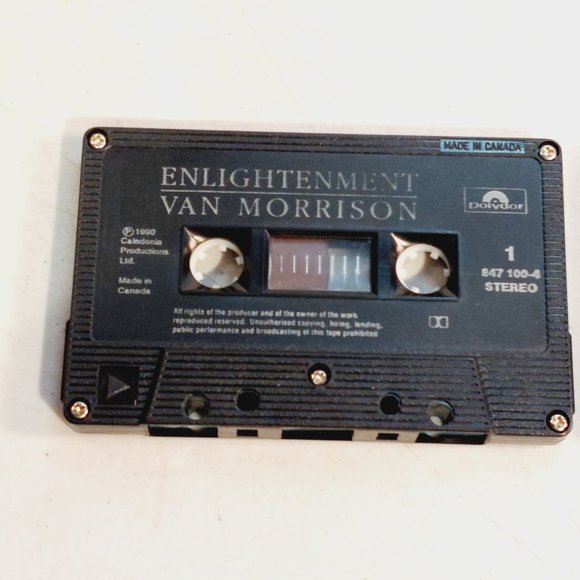 MADE IN CANADA
ENLIGHTENMENT
VAN MORRISON
Polydor
℗ 1990
Caledonia
Productions
Ltd.
Made in
Canada
1
847 100-4
STEREO
All rights of the producer and of the owner of the work
reproduced reserved. Unauthorised copying, hiring, lending,
public performance and broadcasting of this tape prohibited